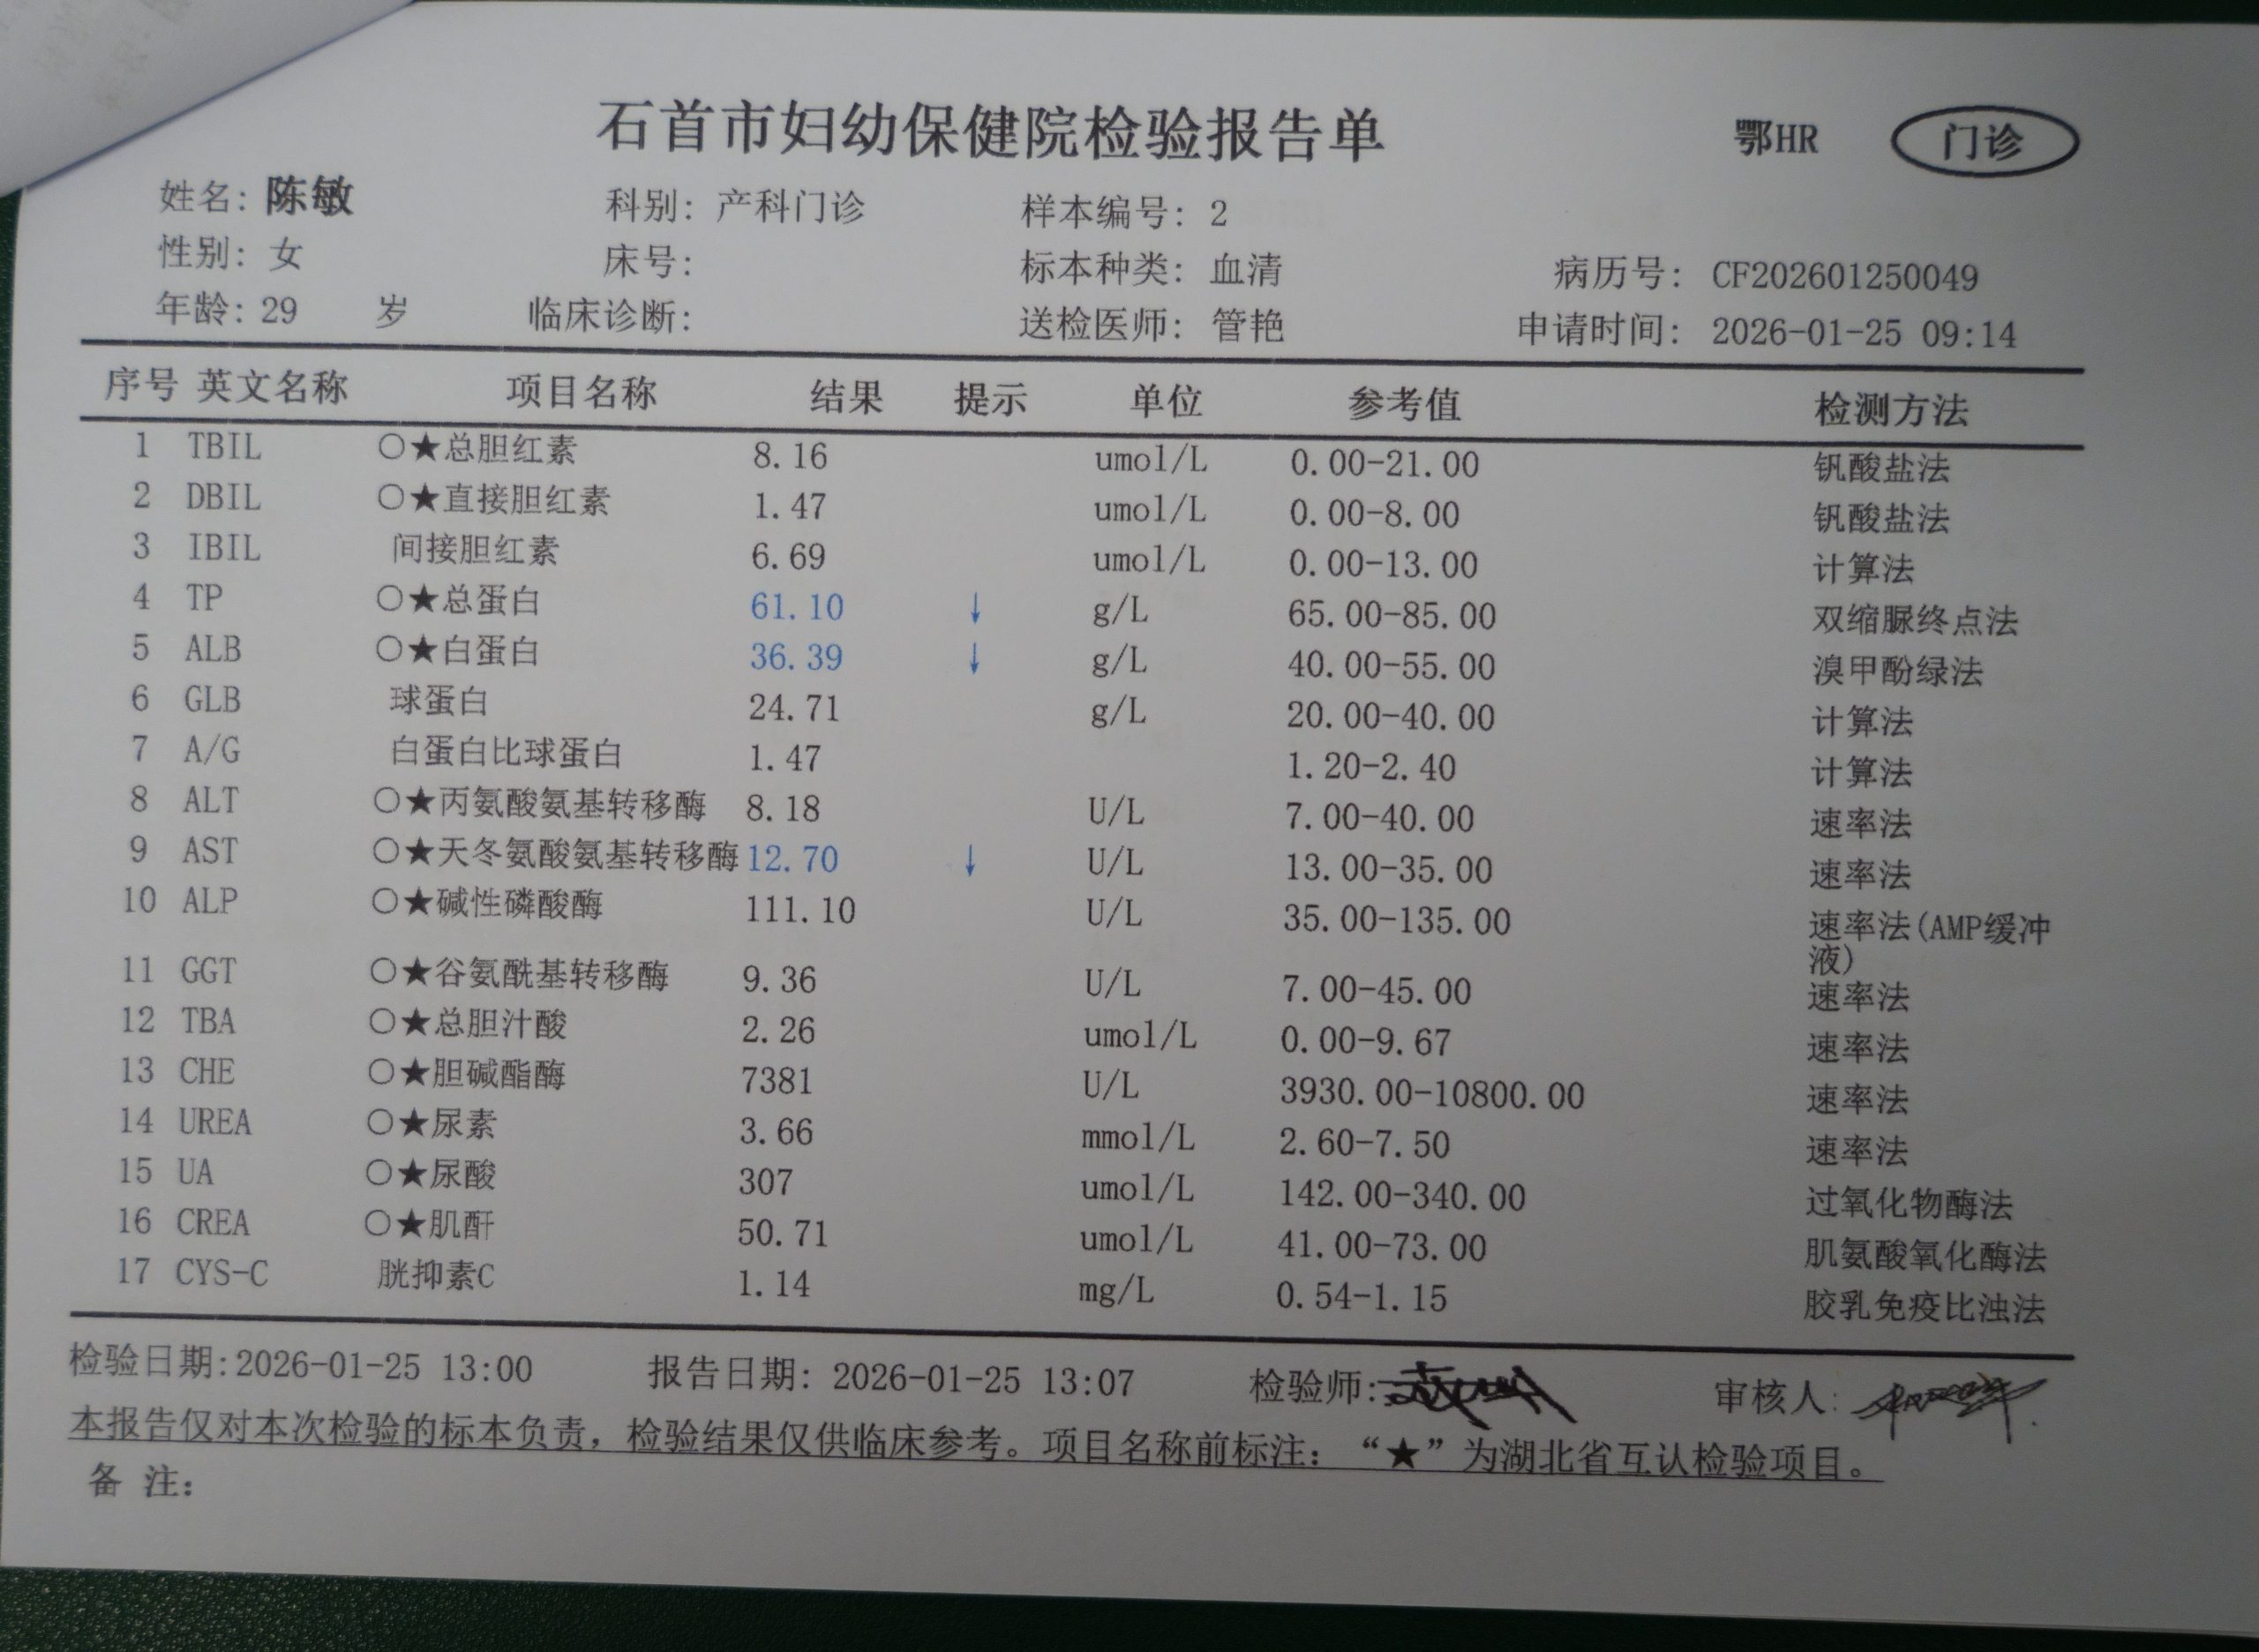 石首市妇幼保健院检验报告单 鄂HR 门诊
姓名: 陈敏 科别: 产科门诊 样本编号: 2
性别: 女 床号: 标本种类: 血清 病历号: CF202601250049
年龄: 29 岁 临床诊断: 送检医师: 管艳 申请时间: 2026-01-25 09:14
序号 英文名称 项目名称 结果 提示 单位 参考值 检测方法
1 TBIL ○★总胆红素 8.16 umol/L 0.00-21.00 钒酸盐法
2 DBIL ○★直接胆红素 1.47 umol/L 0.00-8.00 钒酸盐法
3 IBIL 间接胆红素 6.69 umol/L 0.00-13.00 计算法
4 TP ○★总蛋白 61.10 ↓ g/L 65.00-85.00 双缩脲终点法
5 ALB ○★白蛋白 36.39 ↓ g/L 40.00-55.00 溴甲酚绿法
6 GLB 球蛋白 24.71 g/L 20.00-40.00 计算法
7 A/G 白蛋白比球蛋白 1.47 1.20-2.40 计算法
8 ALT ○★丙氨酸氨基转移酶 8.18 U/L 7.00-40.00 速率法
9 AST ○★天冬氨酸氨基转移酶 12.70 ↓ U/L 13.00-35.00 速率法
10 ALP ○★碱性磷酸酶 111.10 U/L 35.00-135.00 速率法(AMP缓冲
液)
11 GGT ○★谷氨酰基转移酶 9.36 U/L 7.00-45.00 速率法
12 TBA ○★总胆汁酸 2.26 umol/L 0.00-9.67 速率法
13 CHE ○★胆碱酯酶 7381 U/L 3930.00-10800.00 速率法
14 UREA ○★尿素 3.66 mmol/L 2.60-7.50 速率法
15 UA ○★尿酸 307 umol/L 142.00-340.00 过氧化物酶法
16 CREA ○★肌酐 50.71 umol/L 41.00-73.00 肌氨酸氧化酶法
17 CYS-C 胱抑素C 1.14 mg/L 0.54-1.15 胶乳免疫比浊法
检验日期:2026-01-25 13:00 报告日期: 2026-01-25 13:07 检验师: 审核人:
本报告仅对本次检验的标本负责，检验结果仅供临床参考。项目名称前标注：“★”为湖北省互认检验项目。
备 注: